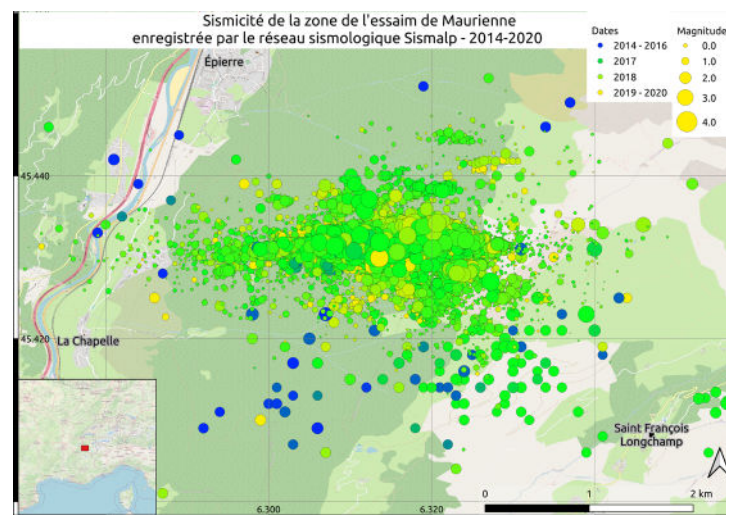 Sismicité de la zone de l'essaim de Maurienne
enregistrée par le réseau sismologique Sismalp - 2014-2020
Dates
2014 - 2016
2017
2018
2019 - 2020
Magnitude
0.0
1.0
2.0
3.0
4.0
Épierre
45.440
45.420
La Chapelle
Saint François
Longchamp
0 1 2 km
6.300 6.320